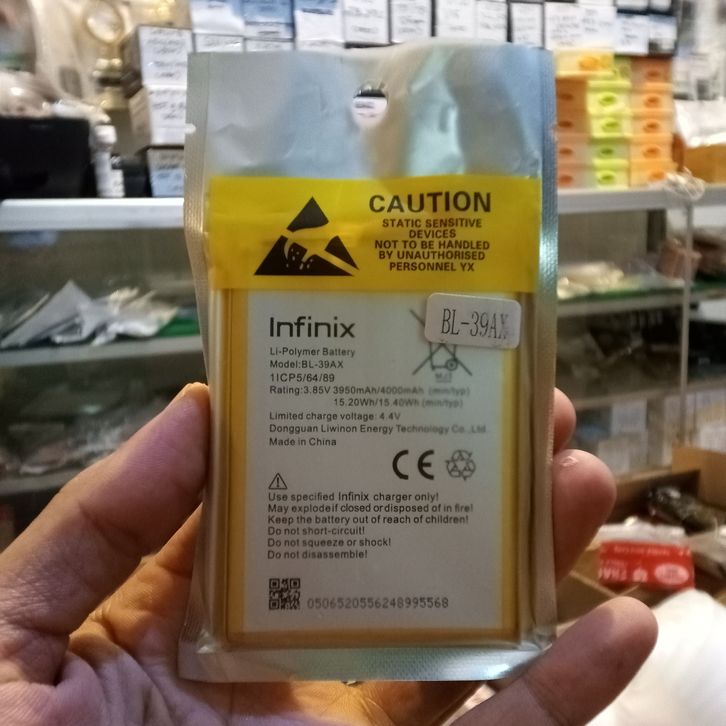 CAUTION
STATIC SENSITIVE
DEVICES
NOT TO BE HANDLED
BY UNAUTHORISED
PERSONNEL YX
Infinix
BL-39AX
Li-Polymer Battery
Model:BL-39AX
1ICP5/64/89
Rating:3.85V 3950mAh/4000mAh (min/typ)
15.20Wh/15.40Wh (min/typ)
Limited charge voltage: 4.4V
Dongguan Liwinon Energy Technology Co.,Ltd.
Made in China
CE
Use specified Infinix charger only!
May explode if closed or disposed of in fire!
Keep the battery out of reach of children!
Do not short-circuit!
Do not squeeze or shock!
Do not disassemble!
0506520556248995568